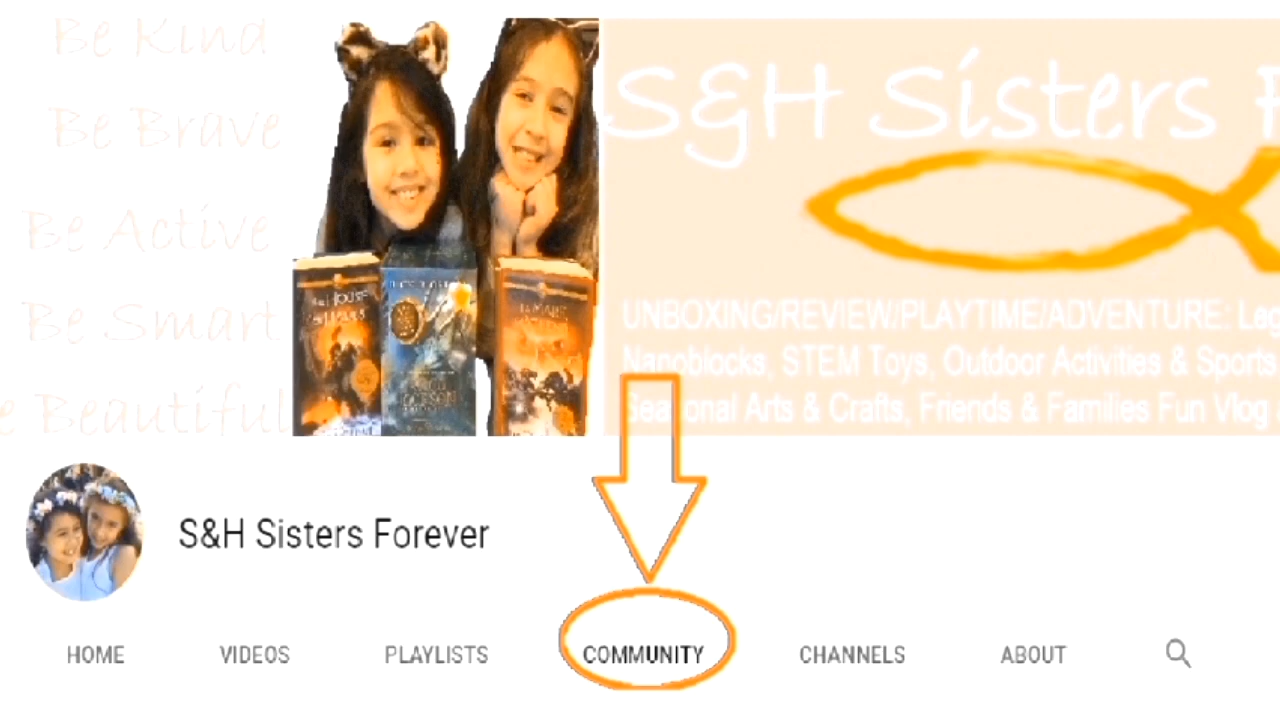 Be Kind
Be Brave
Be Active
Be Smart
Be Beautiful
S&H Sisters F
UNBOXING/REVIEW/PLAYTIME/ADVENTURE: Leg
Nanoblocks, STEM Toys, Outdoor Activities & Sports,
Seasonal Arts & Crafts, Friends & Families Fun Vlog
S&H Sisters Forever
HOME VIDEOS PLAYLISTS COMMUNITY CHANNELS ABOUT